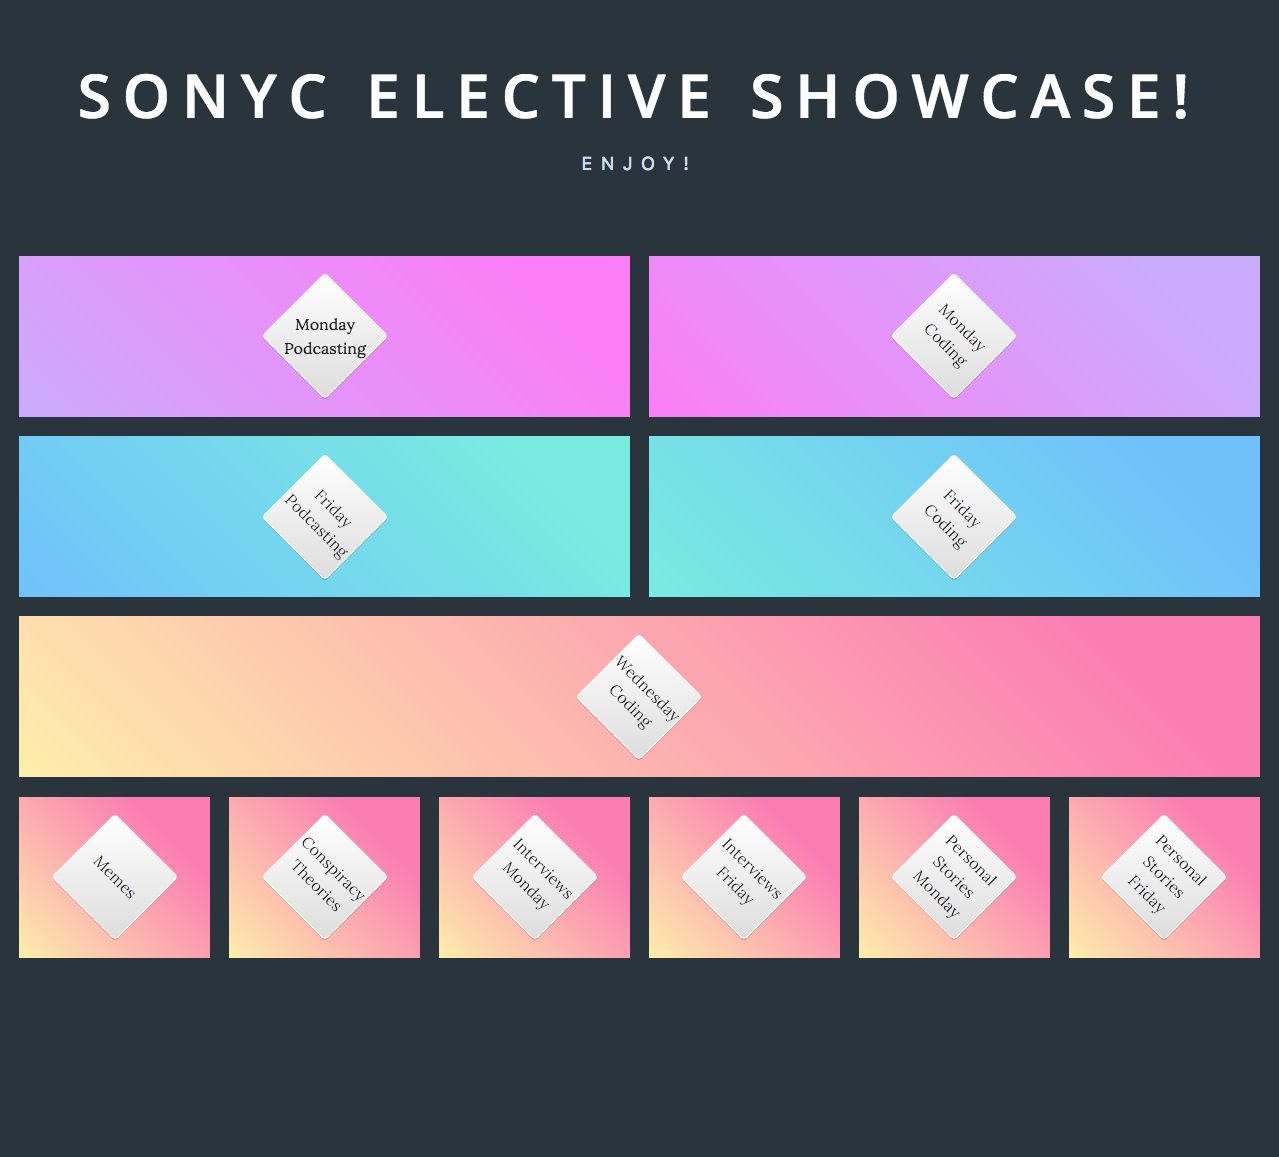 SONYC ELECTIVE SHOWCASE!
ENJOY!
Monday
Podcasting
Monday
Coding
Friday
Podcasting
Friday
Coding
Wednesday
Coding
Memes
Conspiracy
Theories
Interviews
Monday
Interviews
Friday
Personal
Stories
Monday
Personal
Stories
Friday